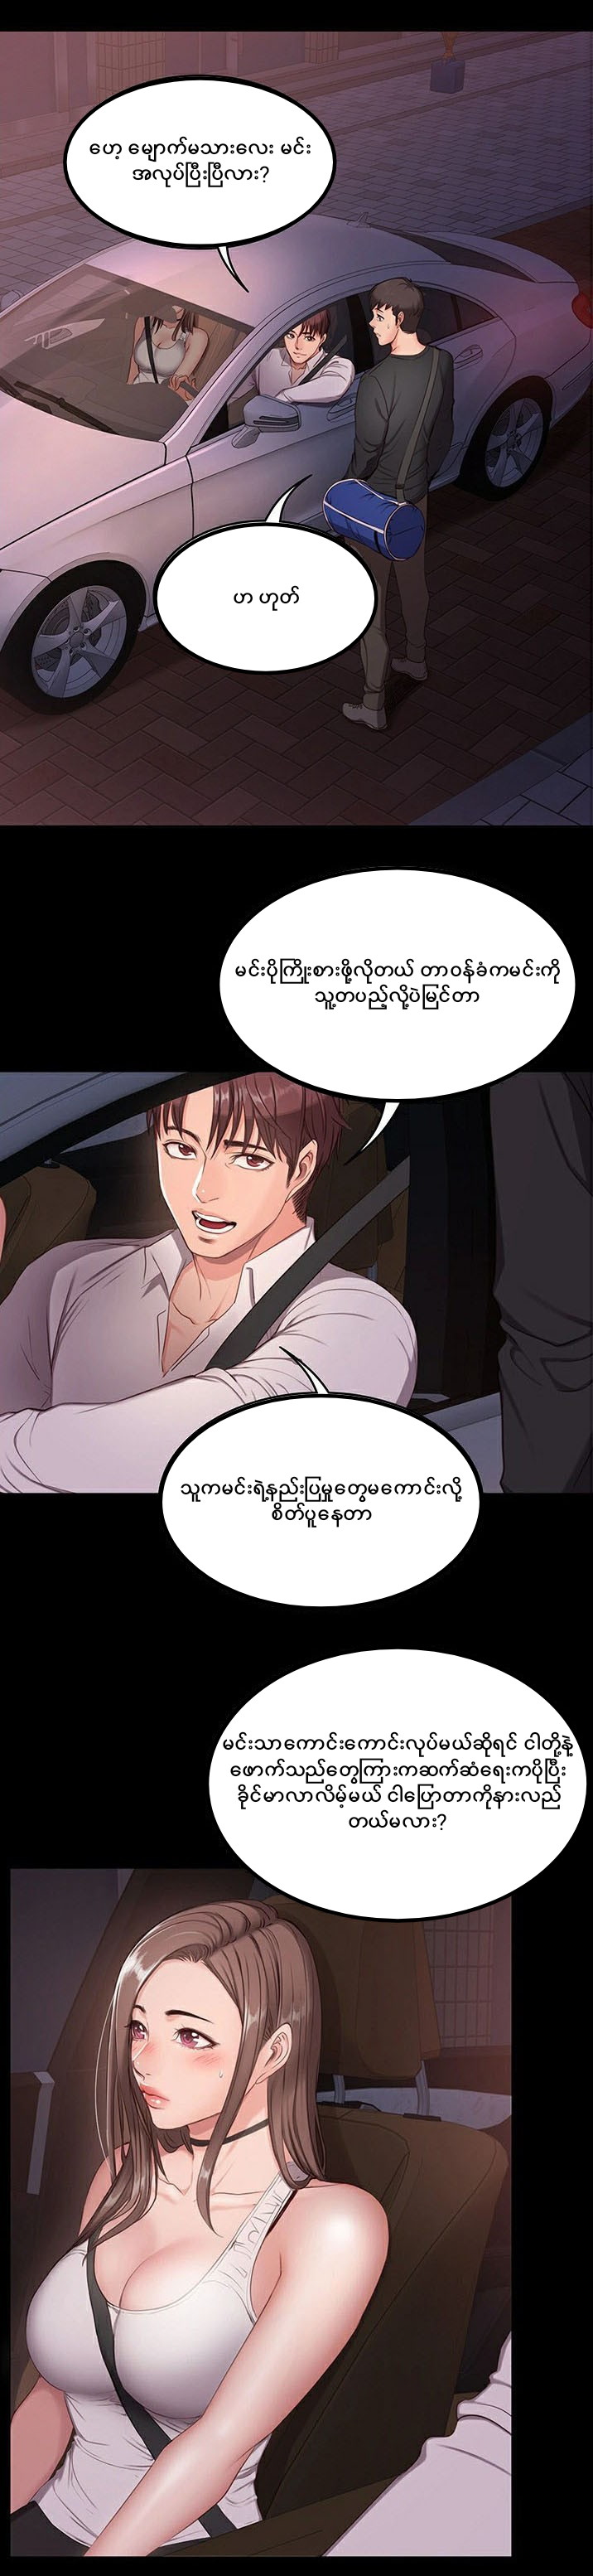 ဟေ့ မျောက်မသားလေး မင်း
အလုပ်ပြီးပြီလား?
ဟ ဟုတ်
မင်းပိုကြိုးစားဖို့လိုတယ် တာဝန်ခံကမင်းကို
သူ့တပည့်လို့ပဲမြင်တာ
သူကမင်းရဲ့နည်းပြမှုတွေမကောင်းလို့
စိတ်ပူနေတာ
မင်းသာကောင်းကောင်းလုပ်မယ်ဆိုရင် ငါတို့နဲ့
ဖောက်သည်တွေကြားကဆက်ဆံရေးကပိုပြီး
ခိုင်မာလာလိမ့်မယ် ငါပြောတာကိုနားလည်
တယ်မလား?